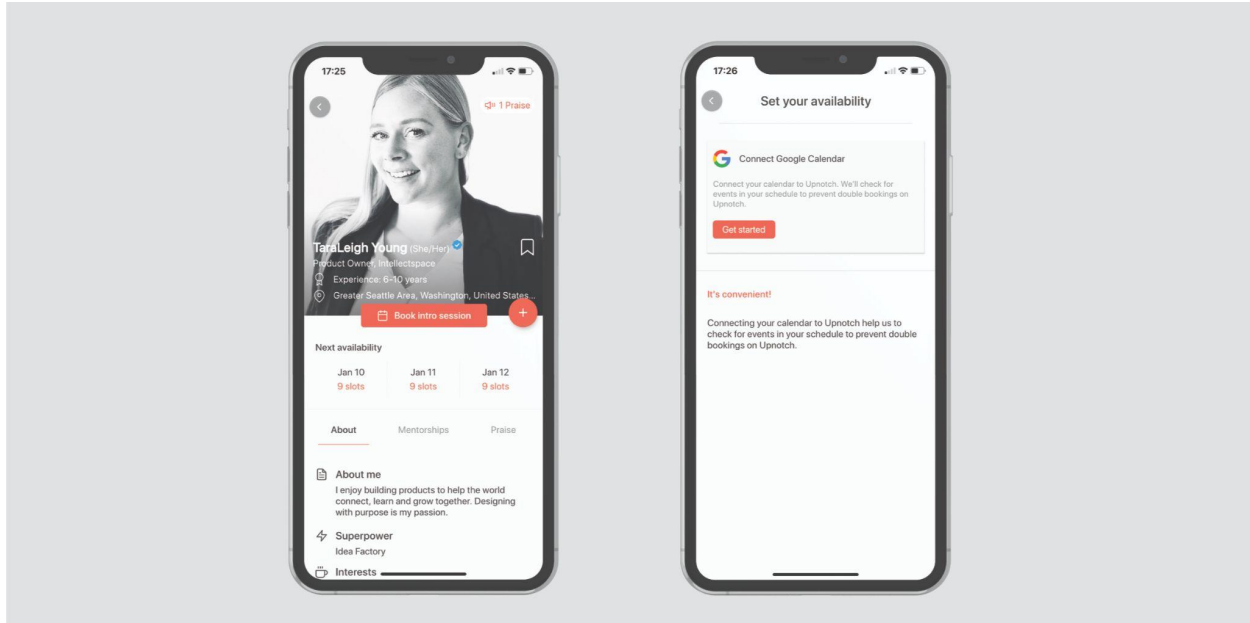 17:25
1 Praise
TaraLeigh Young (She/Her)
Product Owner, Intellectspace
Experience: 6-10 years
Greater Seattle Area, Washington, United States...
Book intro session
+
Next availability
Jan 10 Jan 11 Jan 12
9 slots 9 slots 9 slots
About Mentorships Praise
About me
I enjoy building products to help the world
connect, learn and grow together. Designing
with purpose is my passion.
Superpower
Idea Factory
Interests
17:26
Set your availability
G Connect Google Calendar
Connect your calendar to Upnotch. We'll check for
events in your schedule to prevent double bookings on
Upnotch.
Get started
It's convenient!
Connecting your calendar to Upnotch help us to
check for events in your schedule to prevent double
bookings on Upnotch.